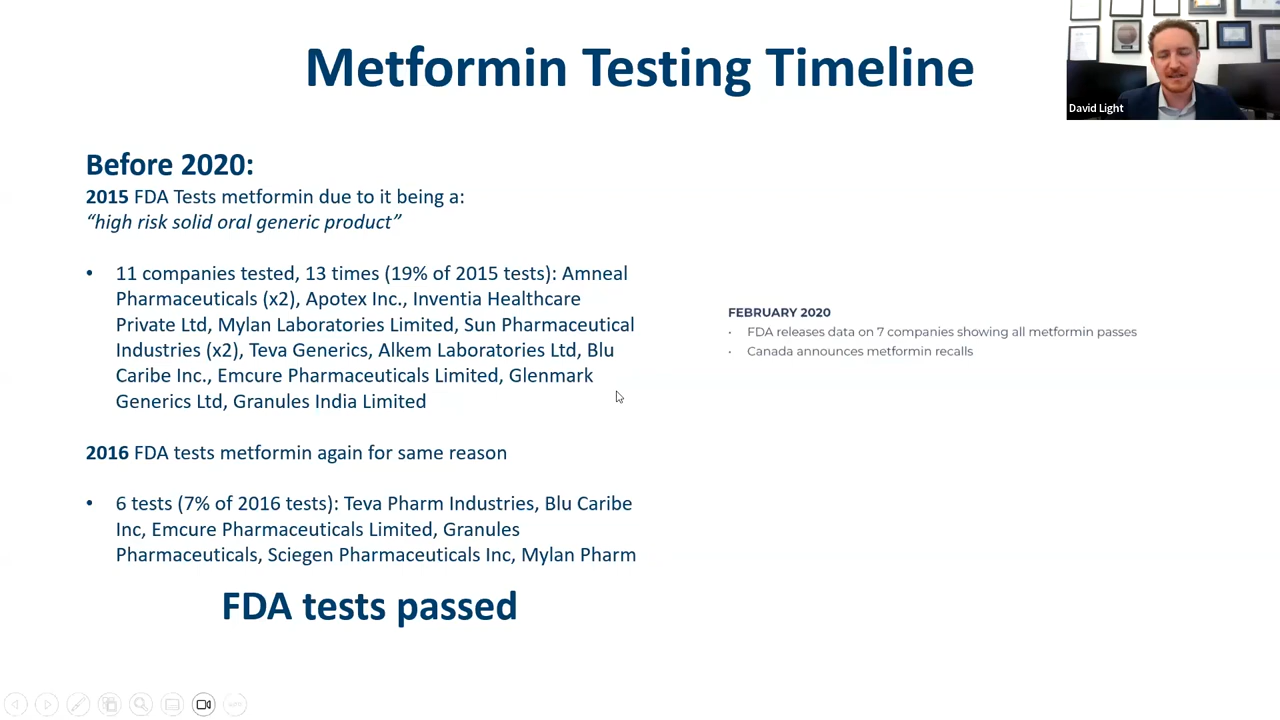 Metformin Testing Timeline
David Light
Before 2020:
2015 FDA Tests metformin due to it being a:
“high risk solid oral generic product”
• 11 companies tested, 13 times (19% of 2015 tests): Amneal
Pharmaceuticals (x2), Apotex Inc., Inventia Healthcare
Private Ltd, Mylan Laboratories Limited, Sun Pharmaceutical
Industries (x2), Teva Generics, Alkem Laboratories Ltd, Blu
Caribe Inc., Emcure Pharmaceuticals Limited, Glenmark
Generics Ltd, Granules India Limited
2016 FDA tests metformin again for same reason
• 6 tests (7% of 2016 tests): Teva Pharm Industries, Blu Caribe
Inc, Emcure Pharmaceuticals Limited, Granules
Pharmaceuticals, Sciegen Pharmaceuticals Inc, Mylan Pharm
FDA tests passed
FEBRUARY 2020
• FDA releases data on 7 companies showing all metformin passes
• Canada announces metformin recalls